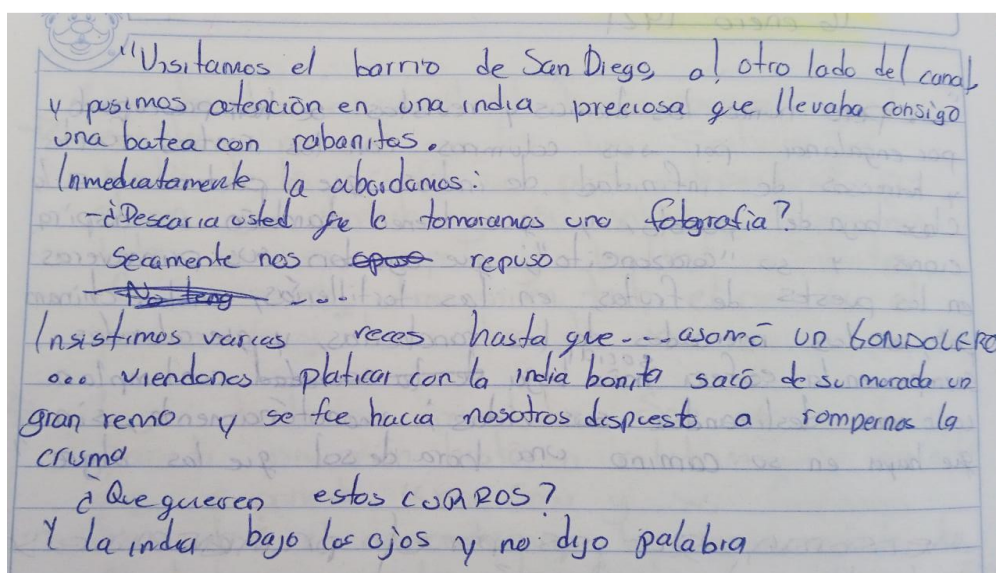 "Visitamos el barrio de San Diego, al otro lado del canal,
y pusimos atención en una india preciosa que llevaba consigo
una batea con rabanitos.
Inmediatamente la abordamos:
-¿Desearia usted que le tomaramos una fotografia?
Secamente nos repuso
No teng ....
Insistimos varias veces hasta que .... asomó un GONDOLERO
... viendonos platicar con la india bonita sacó de su morada un
gran remo y se fue hacia nosotros dispuesto a rompernos la
crisma
¿Que quieren estos CURROS?
Y la india bajo los ojos y no dijo palabra